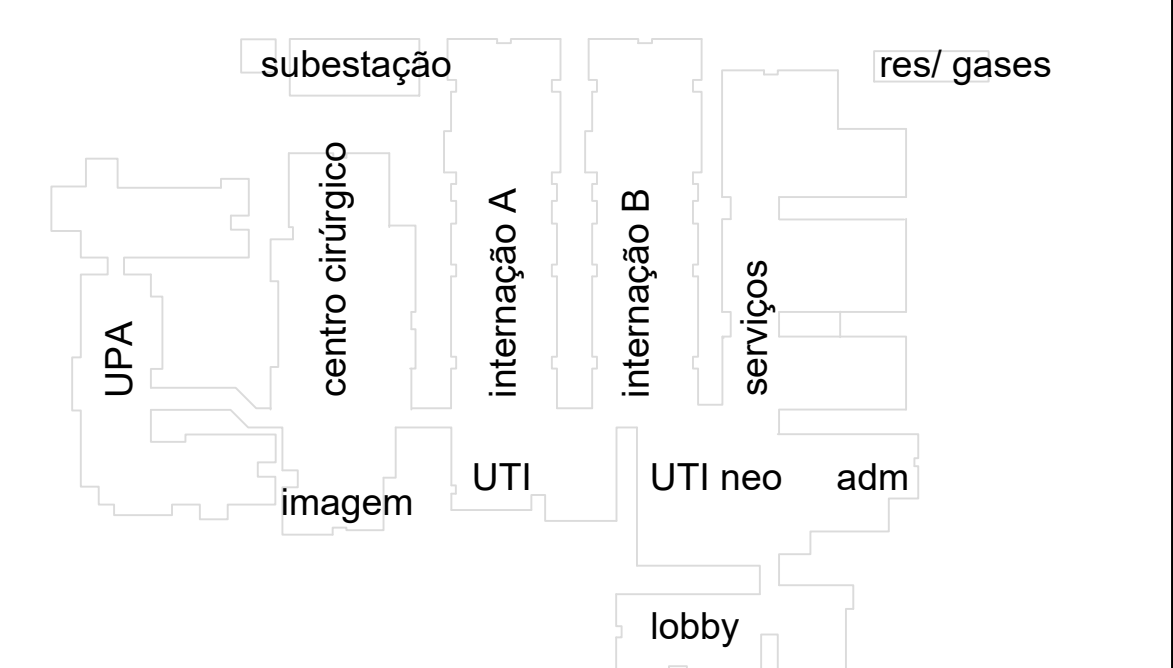 subestação
res/ gases
UPA
centro cirúrgico
internação A
internação B
serviços
imagem
UTI
UTI neo
adm
lobby